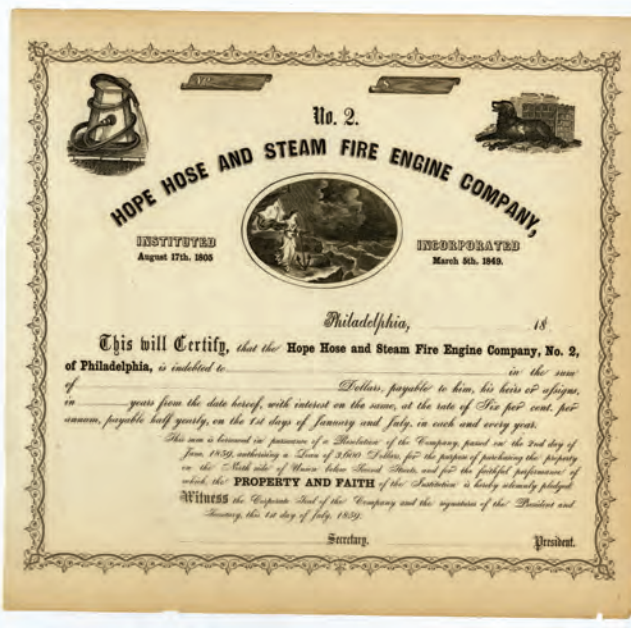 No.
$
No. 2.
HOPE HOSE AND STEAM FIRE ENGINE COMPANY,
INSTITUTED
August 17th. 1805
INCORPORATED
March 5th. 1849.
Philadelphia, 18
This will Certify, that the Hope Hose and Steam Fire Engine Company, No. 2,
of Philadelphia, is indebted to in the sum
of Dollars, payable to him, his heirs or assigns,
in years from the date hereof, with interest on the same, at the rate of Six per cent. per
annum, payable half yearly, on the 1st days of January and July, in each and every year.
This sum is borrowed in pursuance of a Resolution of the Company, passed on the 2nd day of
June, 1859, authorising a Loan of 3,600 Dollars, for the purpose of purchasing the property
on the North side of Union below Second Streets, and for the faithful performance of
which, the PROPERTY AND FAITH of the Institution is hereby solemnly pledged.
Witness the Corporate Seal of the Company and the signatures of the President and
Secretary, this 1st day of July, 1859.
Secretary. President.